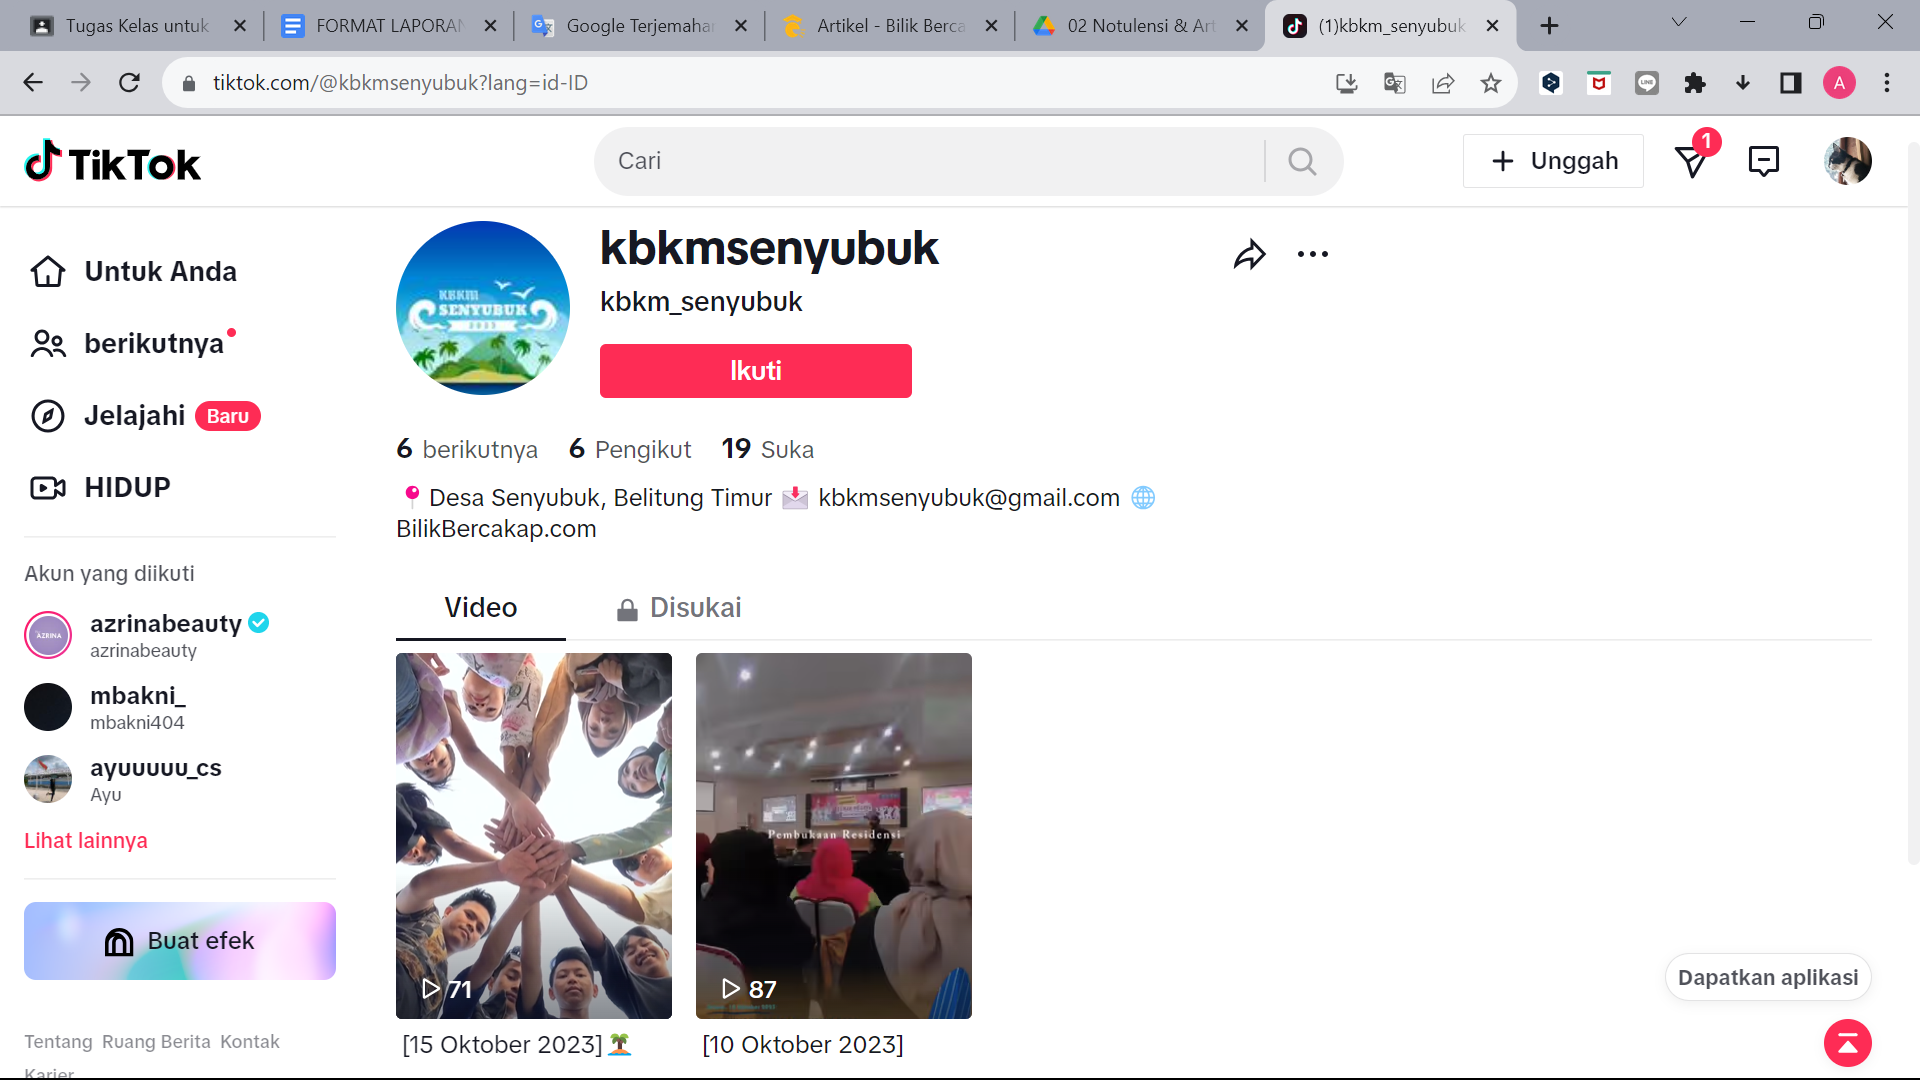 Tugas Kelas untuk
FORMAT LAPORAN
Google Terjemahan
Artikel - Bilik Berca
02 Notulensi & Art
(1)kbkm_senyubuk
tiktok.com/@kbkmsenyubuk?lang=id-ID
A
TikTok
Cari
Unggah
1
Untuk Anda
berikutnya
Jelajahi Baru
HIDUP
Akun yang diikuti
AZRINA
azrinabeauty
azrinabeauty
mbakni_
mbakni404
ayuuuuu_cs
Ayu
Lihat lainnya
Buat efek
Tentang Ruang Berita Kontak
Karier
KBKM
SENYUBUK
2023
kbkmsenyubuk
kbkm_senyubuk
Ikuti
6 berikutnya 6 Pengikut 19 Suka
Desa Senyubuk, Belitung Timur kbkmsenyubuk@gmail.com
BilikBercakap.com
Video
Disukai
71
Pembukaan Residensi
87
[15 Oktober 2023]
[10 Oktober 2023]
Dapatkan aplikasi